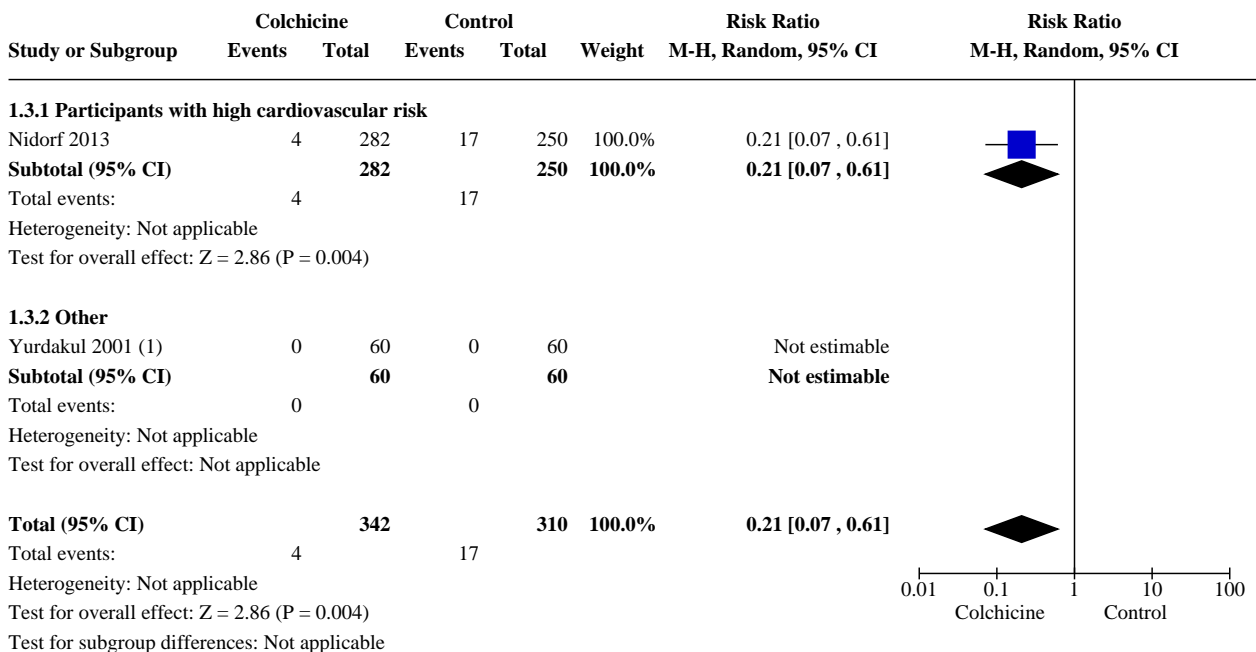 Colchicine Control Risk Ratio Risk Ratio
Study or Subgroup Events Total Events Total Weight M-H, Random, 95% CI M-H, Random, 95% CI
1.3.1 Participants with high cardiovascular risk
Nidorf 2013 4 282 17 250 100.0% 0.21 [0.07 , 0.61]
Subtotal (95% CI) 282 250 100.0% 0.21 [0.07 , 0.61]
Total events: 4 17
Heterogeneity: Not applicable
Test for overall effect: Z = 2.86 (P = 0.004)
1.3.2 Other
Yurdakul 2001 (1) 0 60 0 60 Not estimable
Subtotal (95% CI) 60 60 Not estimable
Total events: 0 0
Heterogeneity: Not applicable
Test for overall effect: Not applicable
Total (95% CI) 342 310 100.0% 0.21 [0.07 , 0.61]
Total events: 4 17
Heterogeneity: Not applicable 0.01 0.1 1 10 100
Test for overall effect: Z = 2.86 (P = 0.004) Colchicine Control
Test for subgroup differences: Not applicable